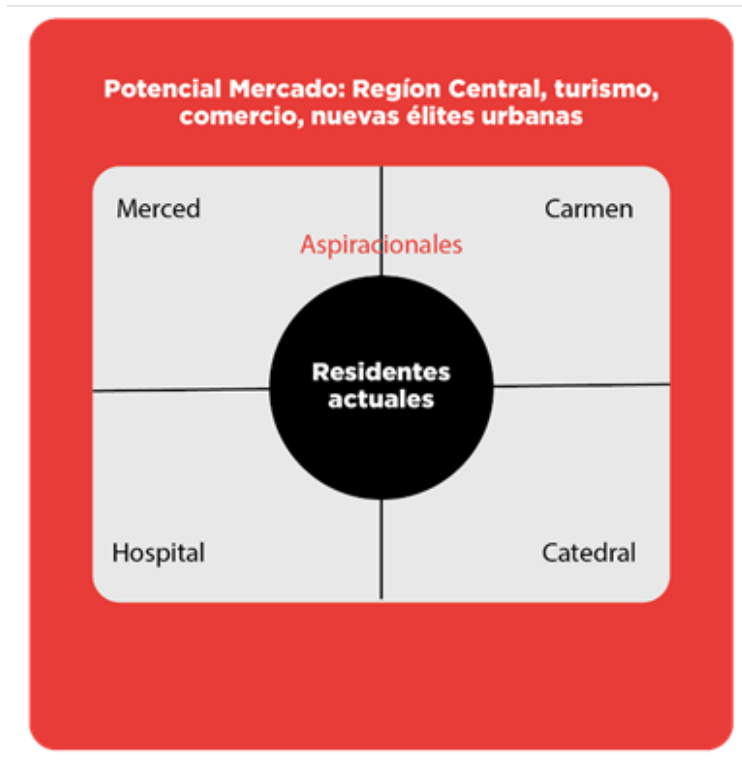 Potencial Mercado: Regíon Central, turismo,
comercio, nuevas élites urbanas
Merced
Carmen
Aspiracionales
Residentes
actuales
Hospital
Catedral